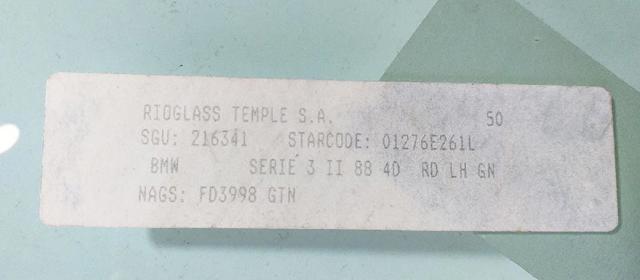 RIOGLASS TEMPLE S.A. 50
SGU: 216341 STARCODE: 01276E261L
BMW SERIE 3 II 88 4D RD LH GN
NAGS: FD3998 GTN